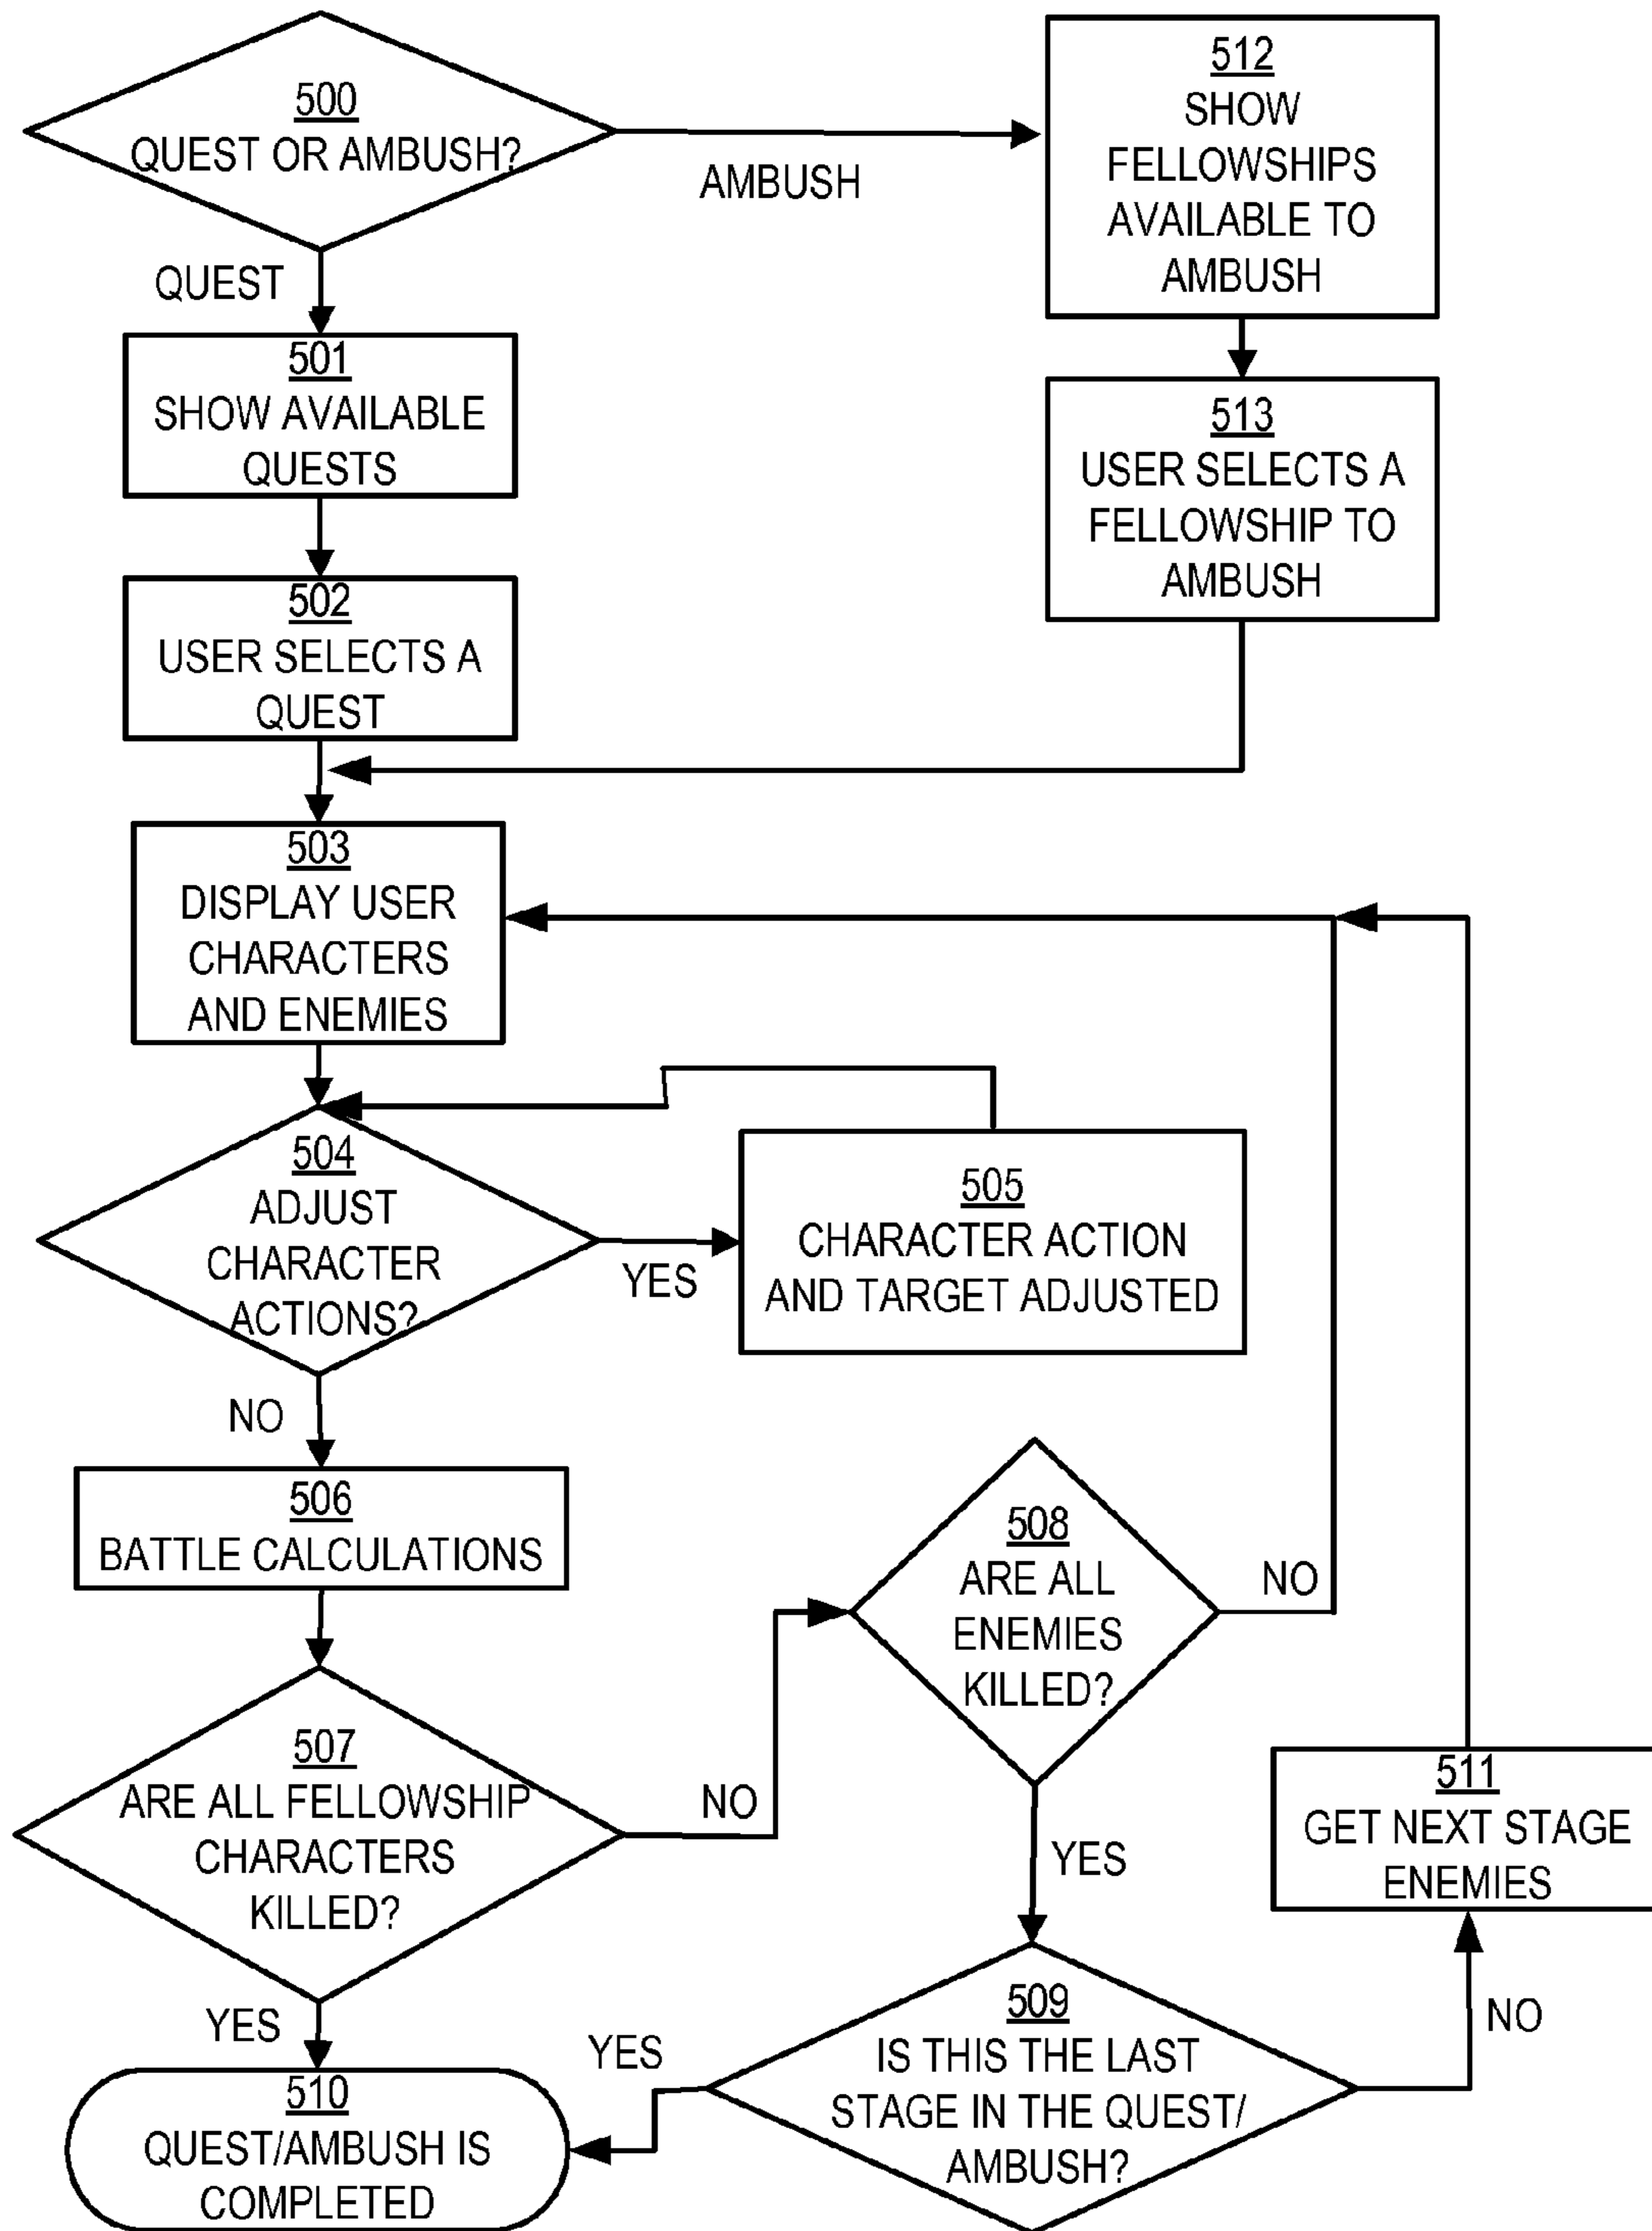 500
QUEST OR AMBUSH?
AMBUSH
QUEST
512
SHOW
FELLOWSHIPS
AVAILABLE TO
AMBUSH
501
SHOW AVAILABLE
QUESTS
513
USER SELECTS A
FELLOWSHIP TO
AMBUSH
502
USER SELECTS A
QUEST
503
DISPLAY USER
CHARACTERS
AND ENEMIES
504
ADJUST
CHARACTER
ACTIONS?
YES
505
CHARACTER ACTION
AND TARGET ADJUSTED
NO
506
BATTLE CALCULATIONS
507
ARE ALL FELLOWSHIP
CHARACTERS
KILLED?
NO
YES
508
ARE ALL
ENEMIES
KILLED?
NO
YES
511
GET NEXT STAGE
ENEMIES
509
IS THIS THE LAST
STAGE IN THE QUEST/
AMBUSH?
NO
YES
510
QUEST/AMBUSH IS
COMPLETED